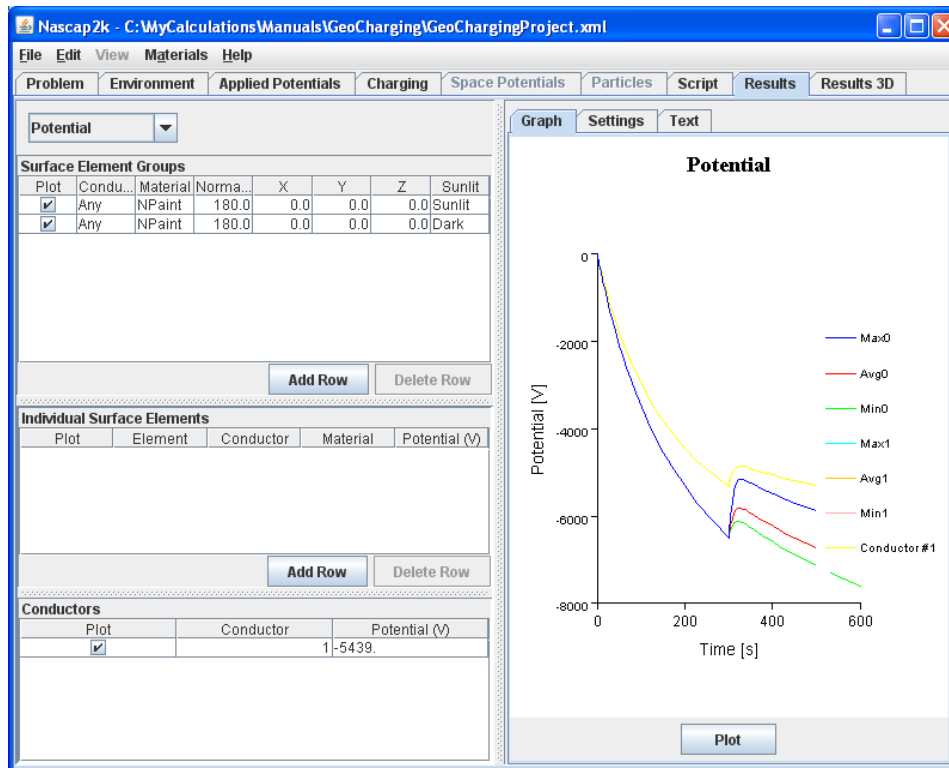 Nascap2k - C:\MyCalculations\Manuals\GeoCharging\GeoChargingProject.xml
File Edit View Materials Help
Problem Environment Applied Potentials Charging Space Potentials Particles Script Results Results 3D
Potential
Surface Element Groups
Plot Condu... Material Norma... X Y Z Sunlit
Any NPaint 180.0 0.0 0.0 0.0 Sunlit
Any NPaint 180.0 0.0 0.0 0.0 Dark
Add Row Delete Row
Individual Surface Elements
Plot Element Conductor Material Potential (V)
Add Row Delete Row
Conductors
Plot Conductor Potential (V)
1 -5439.
Graph Settings Text
Potential
0
-2000
-4000
-6000
-8000
Potential [V]
0 200 400 600
Time [s]
Max0
Avg0
Min0
Max1
Avg1
Min1
Conductor #1
Plot